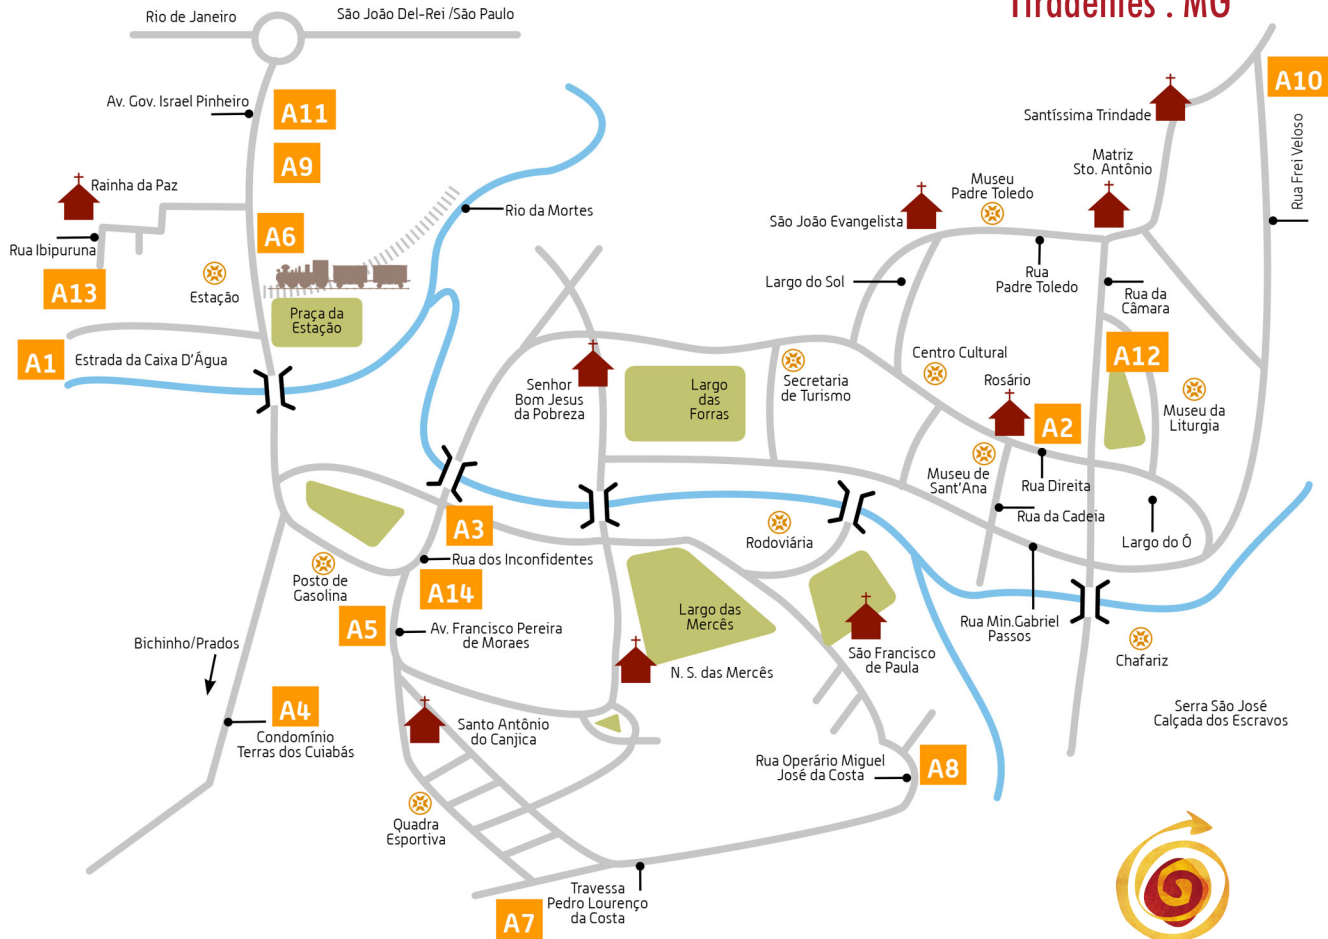 Tiradentes . MG
Rio de Janeiro
São João Del-Rei /São Paulo
Av. Gov. Israel Pinheiro
A11
A9
Rainha da Paz
A6
Rua Ibipuruna
A13
Estação
Praça da
Estação
A1
Estrada da Caixa D'Água
Rio da Mortes
A10
Santíssima Trindade
Rua Frei Veloso
Matriz
Sto. Antônio
Museu
Padre Toledo
São João Evangelista
Largo do Sol
Rua
Padre Toledo
Rua da
Câmara
Senhor
Bom Jesus
da Pobreza
Largo
das
Forras
Secretaria
de Turismo
Centro Cultural
Rosário
A12
A2
Museu da
Liturgia
Museu de
Sant'Ana
Rua Direita
Rua da Cadeia
Largo do Ó
A3
Rodoviária
Rua dos Inconfidentes
Posto de
Gasolina
A14
A5
Av. Francisco Pereira
de Moraes
Largo das
Mercês
São Francisco
de Paula
Rua Min.Gabriel
Passos
Chafariz
Bichinho/Prados
N. S. das Mercês
Serra São José
Calçada dos Escravos
A4
Condomínio
Terras dos Cuiabás
Santo Antônio
do Canjica
Rua Operário Miguel
José da Costa
A8
Quadra
Esportiva
A7
Travessa
Pedro Lourenço
da Costa